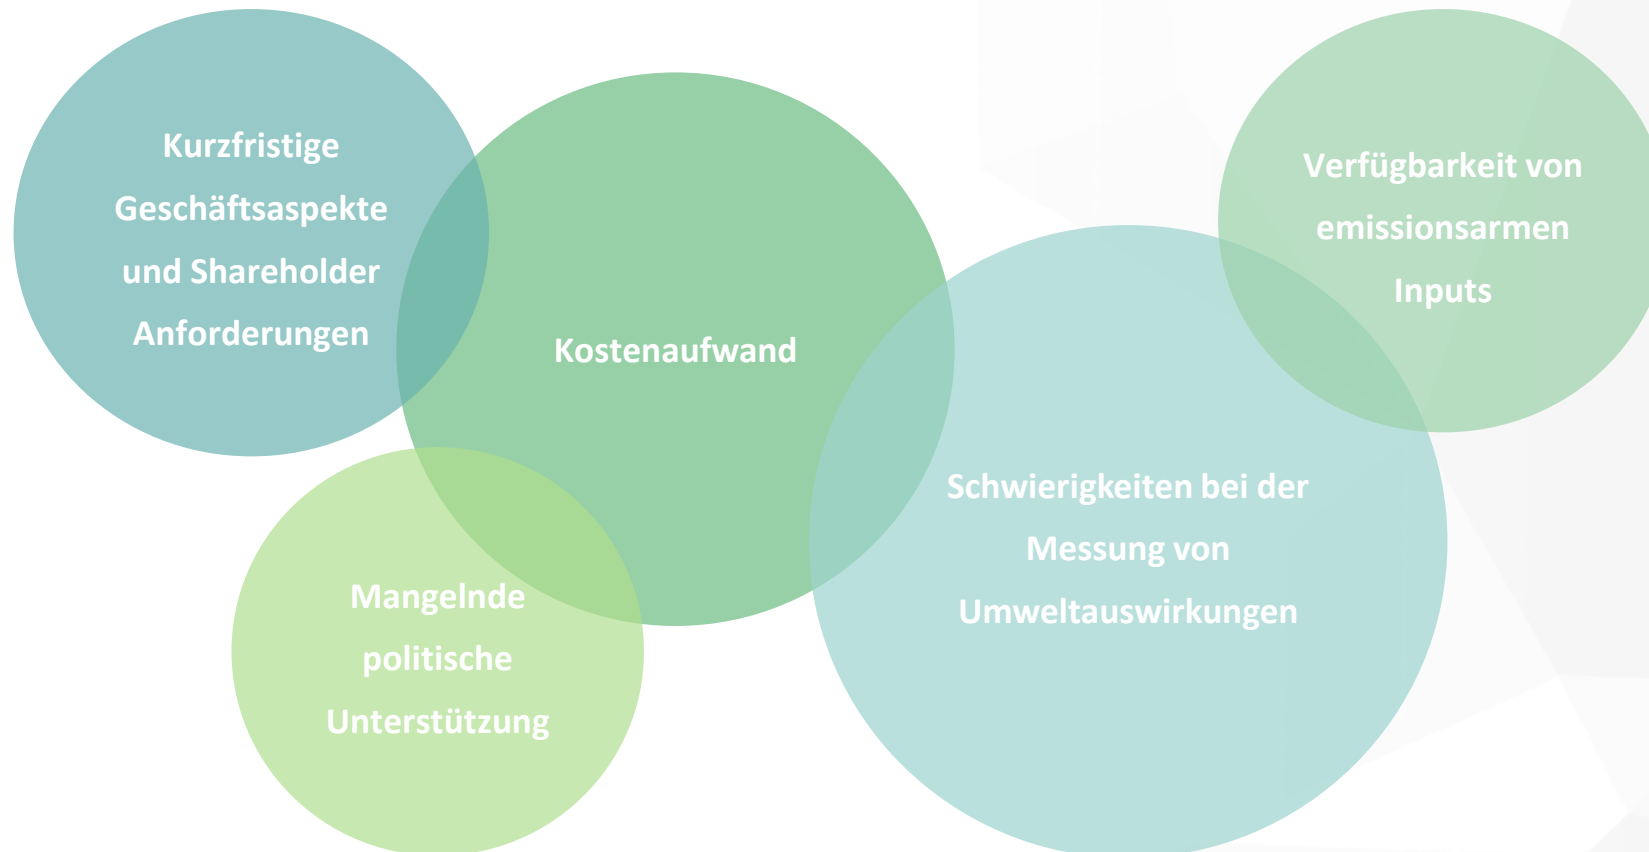 Kurzfristige
Geschäftsaspekte
und Shareholder
Anforderungen
Kostenaufwand
Verfügbarkeit von
emissionsarmen
Inputs
Mangelnde
politische
Unterstützung
Schwierigkeiten bei der
Messung von
Umweltauswirkungen